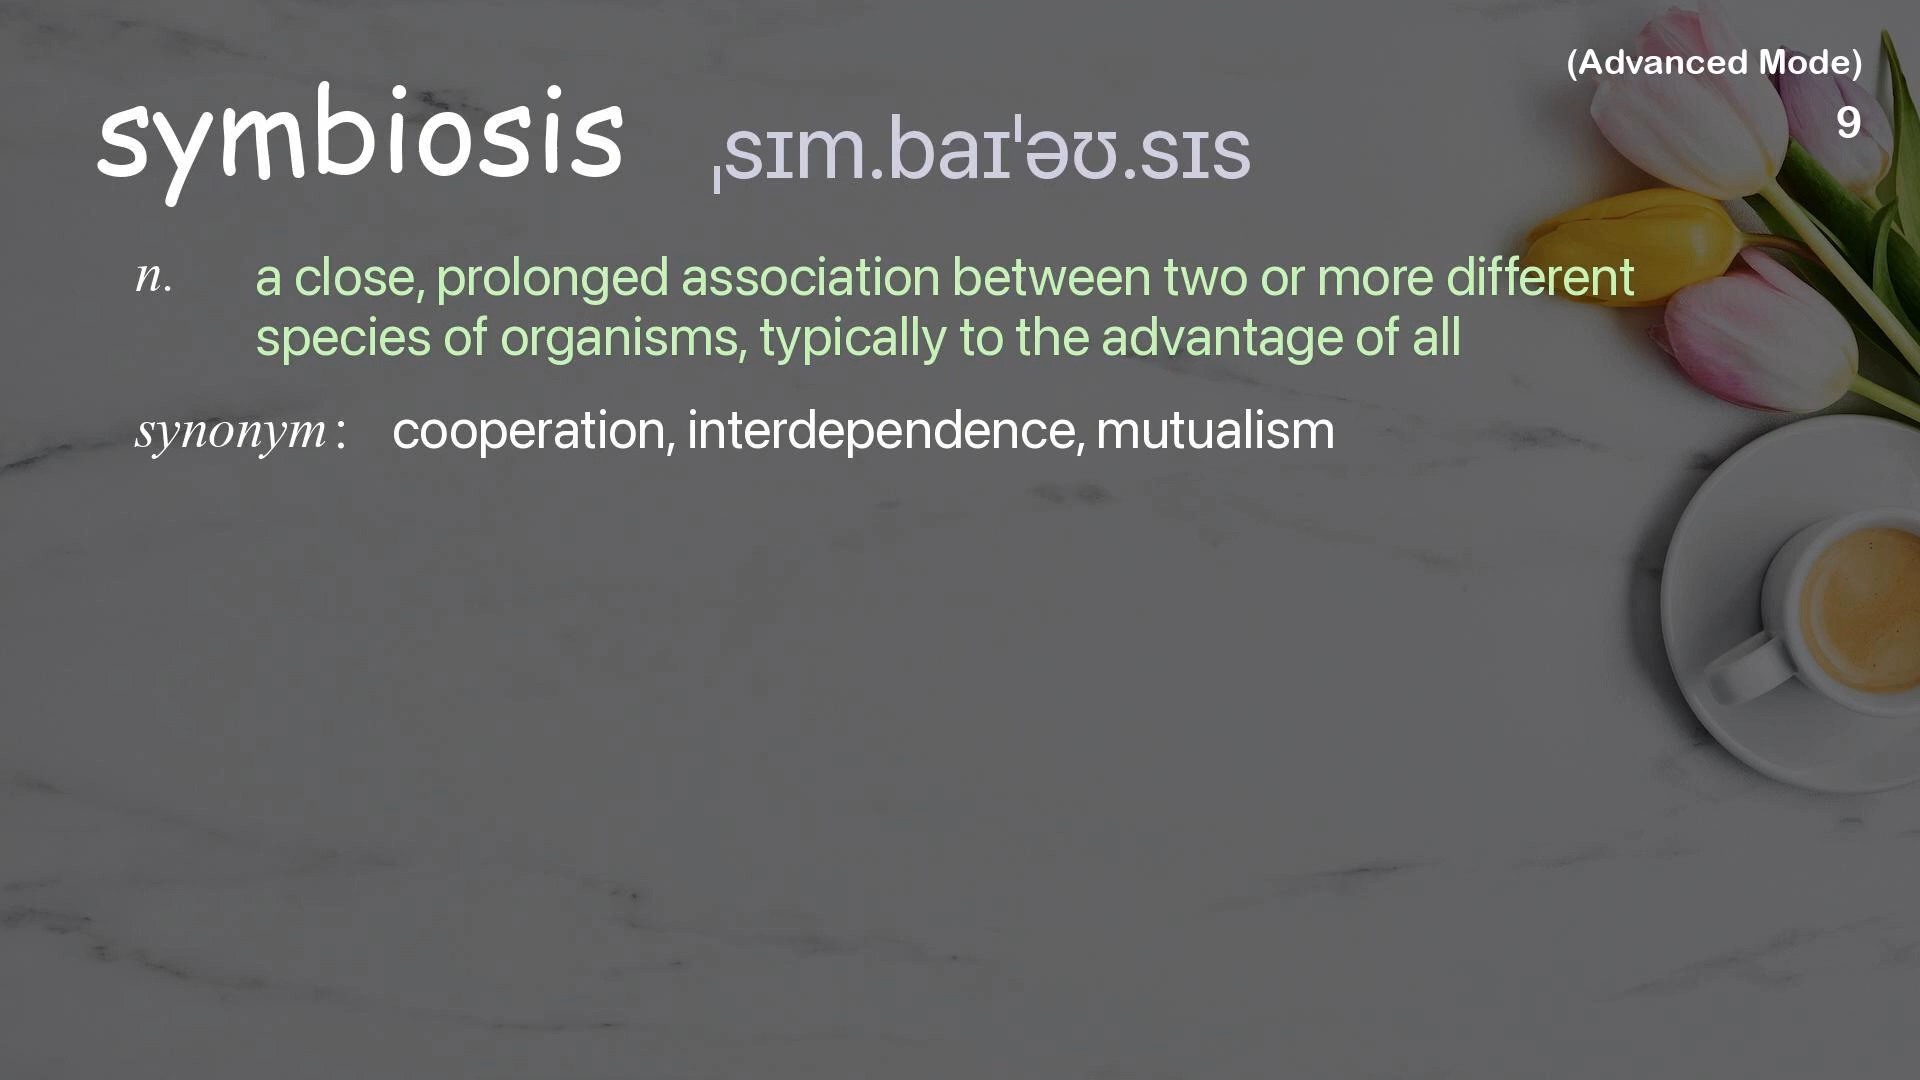 (Advanced Mode)
9
symbiosis ˌsɪm.baɪˈəʊ.sɪs
n. a close, prolonged association between two or more different
species of organisms, typically to the advantage of all
synonym : cooperation, interdependence, mutualism